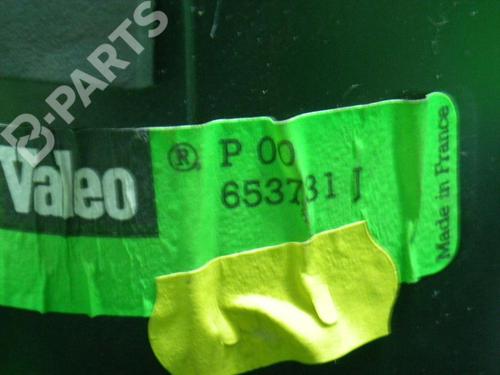 B-PARTS
Valeo
® P 00
653731 J
Made in France